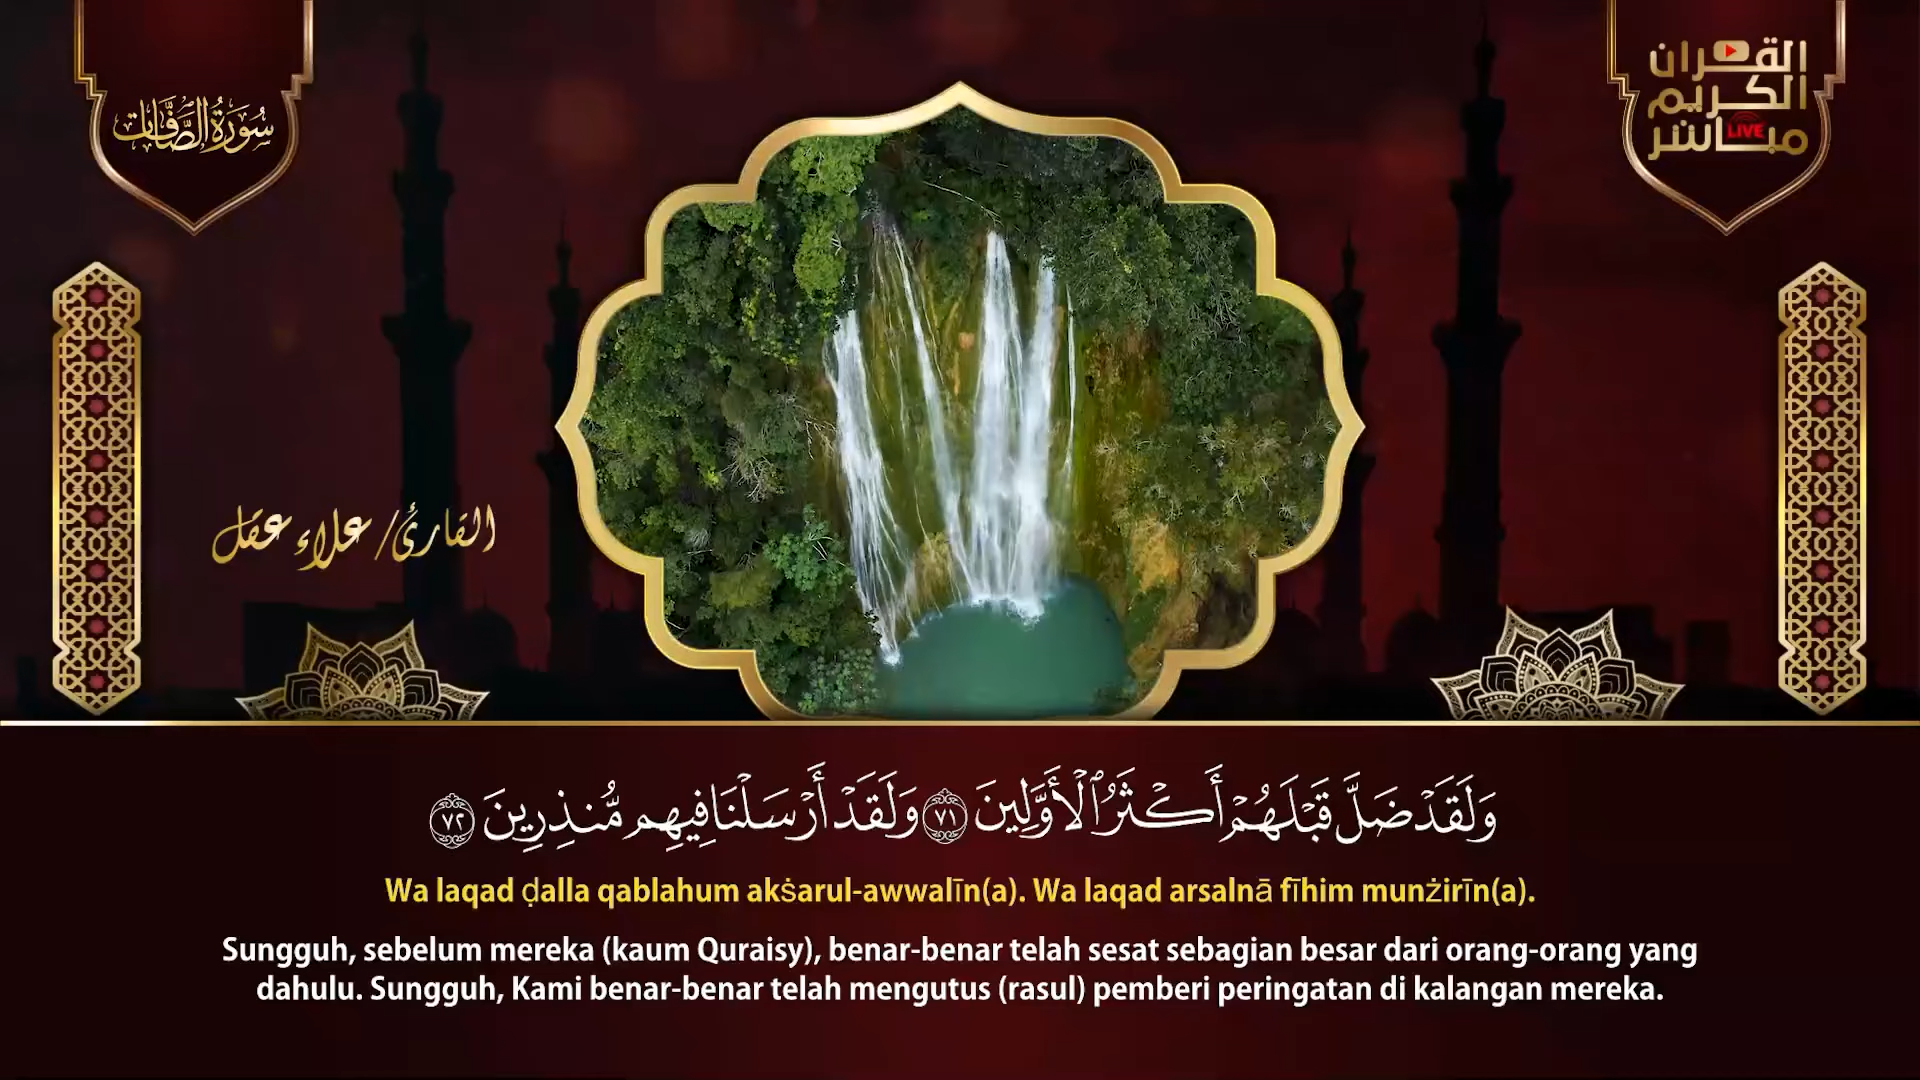 سُورَةُ الصَّافَّات
القرآن
الكريم
مباشر
LIVE
القارئ/ علاء عقل
وَلَقَدْ ضَلَّ قَبْلَهُمْ أَكْثَرُ ٱلْأَوَّلِينَ ٧١ وَلَقَدْ أَرْسَلْنَا فِيهِم مُّنذِرِينَ ٧٢
Wa laqad ḍalla qablahum akṡarul-awwalīn(a). Wa laqad arsalnā fīhim munżirīn(a).
Sungguh, sebelum mereka (kaum Quraisy), benar-benar telah sesat sebagian besar dari orang-orang yang
dahulu. Sungguh, Kami benar-benar telah mengutus (rasul) pemberi peringatan di kalangan mereka.